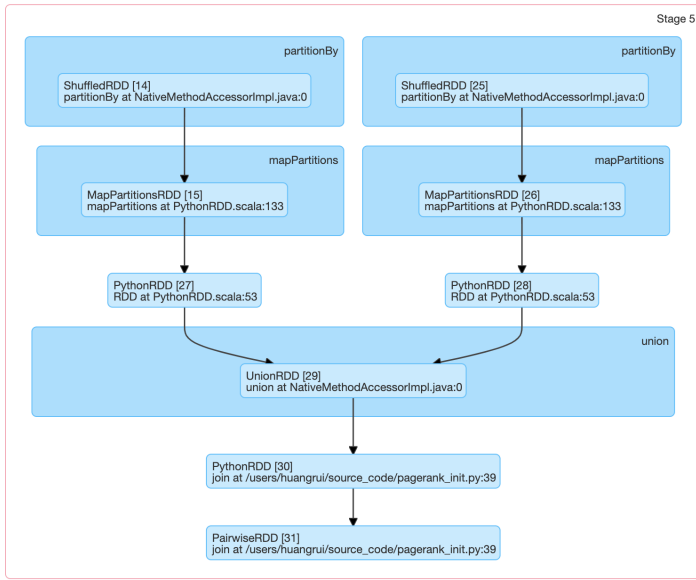 Stage 5
partitionBy
ShuffledRDD [14]
partitionBy at NativeMethodAccessorImpl.java:0
partitionBy
ShuffledRDD [25]
partitionBy at NativeMethodAccessorImpl.java:0
mapPartitions
MapPartitionsRDD [15]
mapPartitions at PythonRDD.scala:133
mapPartitions
MapPartitionsRDD [26]
mapPartitions at PythonRDD.scala:133
PythonRDD [27]
RDD at PythonRDD.scala:53
PythonRDD [28]
RDD at PythonRDD.scala:53
union
UnionRDD [29]
union at NativeMethodAccessorImpl.java:0
PythonRDD [30]
join at /users/huangrui/source_code/pagerank_init.py:39
PairwiseRDD [31]
join at /users/huangrui/source_code/pagerank_init.py:39